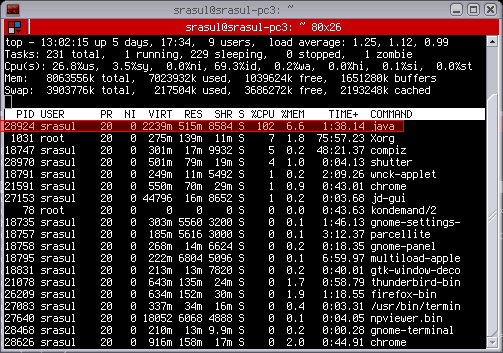 srasul@srasul-pc3: ~
srasul@srasul-pc3: ~ 80x26
top - 13:02:15 up 5 days, 17:34,  9 users,  load average: 1.25, 1.12, 0.99
Tasks: 231 total,   1 running, 229 sleeping,   0 stopped,   1 zombie
Cpu(s): 26.8%us,  3.5%sy,  0.0%ni, 69.3%id,  0.2%wa,  0.0%hi,  0.1%si,  0.0%st
Mem:   8063556k total,  7023932k used,  1039624k free,  1651280k buffers
Swap:  3903776k total,   217504k used,  3686272k free,  2193248k cached
PID USER      PR  NI  VIRT  RES  SHR S %CPU %MEM    TIME+  COMMAND
28924 srasul    20   0 2239m 515m 8584 S  102  6.6   1:38.14 java
1031 root      20   0  275m 139m  11m S    7  1.8  75:57.23 Xorg
18747 srasul    20   0  301m  17m 9932 S    5  0.2  48:21.37 compiz
28970 srasul    20   0  501m  79m  19m S    4  1.0   0:04.13 shutter
18791 srasul    20   0  249m  11m 5492 S    1  0.2   2:09.26 wnck-applet
21591 srasul    20   0  550m  70m  29m S    1  0.9   0:43.01 chrome
27153 srasul    20   0 44796  16m 8652 S    1  0.2   0:03.68 jd-gui
78 root      20   0     0    0    0 S    0  0.0   0:43.63 kondemand/2
18735 srasul    20   0  303m 5560 3200 S    0  0.1   1:46.13 gnome-settings-
18757 srasul    20   0  185m 5616 3000 S    0  0.1   3:12.37 parcellite
18758 srasul    20   0  268m  14m 6624 S    0  0.2   0:18.35 gnome-panel
18795 srasul    20   0  222m 6804 5096 S    0  0.1   6:59.97 multiload-apple
18831 srasul    20   0  213m  13m 7820 S    0  0.2   0:40.01 gtk-window-deco
21078 srasul    20   0  643m 135m  24m S    0  1.7   0:58.79 thunderbird-bin
26209 srasul    20   0  634m 152m  30m S    0  1.9   1:18.55 firefox-bin
27083 srasul    20   0  337m  34m  16m S    0  0.4   0:03.31 /usr/bin/termin
27640 srasul    20   0 18052 6068 4888 S    0  0.1   0:04.05 npviewer.bin
28468 srasul    20   0  210m  13m 9.9m S    0  0.2   0:00.28 gnome-terminal
28626 srasul    20   0  916m 158m  17m S    0  2.0   0:44.91 chrome